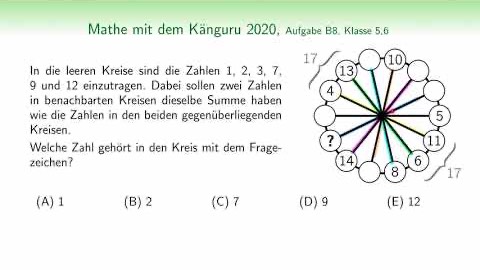 Mathe mit dem Känguru 2020, Aufgabe B8, Klasse 5,6
In die leeren Kreise sind die Zahlen 1, 2, 3, 7,
9 und 12 einzutragen. Dabei sollen zwei Zahlen
in benachbarten Kreisen dieselbe Summe haben
wie die Zahlen in den beiden gegenüberliegenden
Kreisen.
Welche Zahl gehört in den Kreis mit dem Frage-
zeichen?
17
10
13
4
5
?
11
14
6
8
17
(A) 1 (B) 2 (C) 7 (D) 9 (E) 12